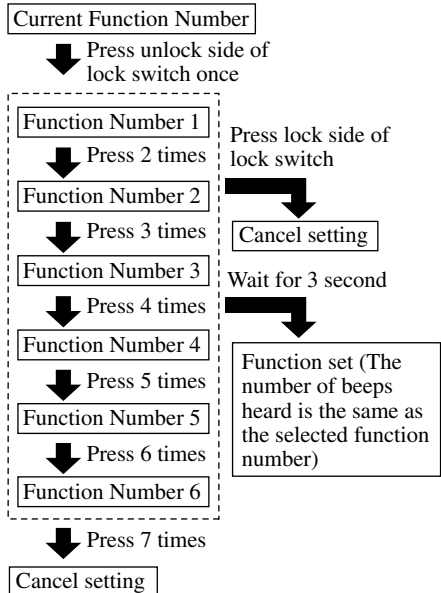 Current Function Number
Press unlock side of
lock switch once
Function Number 1
Press 2 times
Function Number 2
Press lock side of
lock switch
Cancel setting
Press 3 times
Function Number 3
Wait for 3 second
Press 4 times
Function Number 4
Function set (The
number of beeps
heard is the same as
the selected function
number)
Press 5 times
Function Number 5
Press 6 times
Function Number 6
Press 7 times
Cancel setting